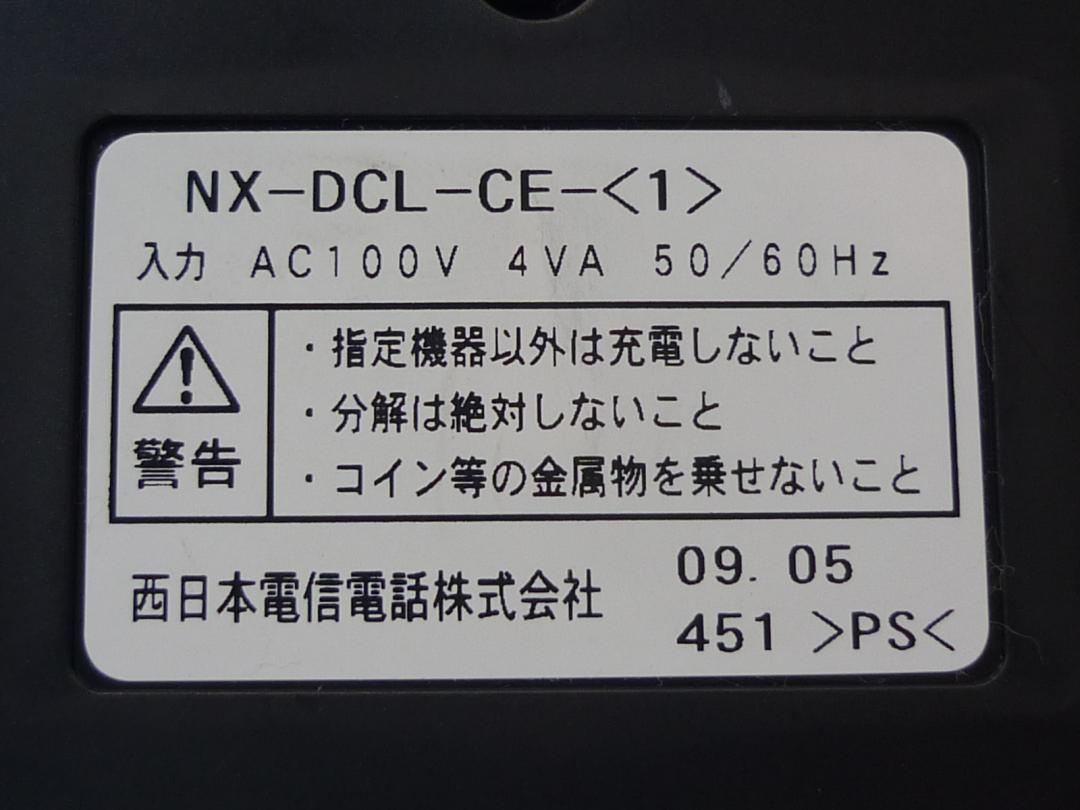 NX-DCL-CE-<1>
入力 AC100V 4VA 50/60Hz
警告
・指定機器以外は充電しないこと
・分解は絶対しないこと
・コイン等の金属物を乗せないこと
西日本電信電話株式会社
09. 05
451 >PS<